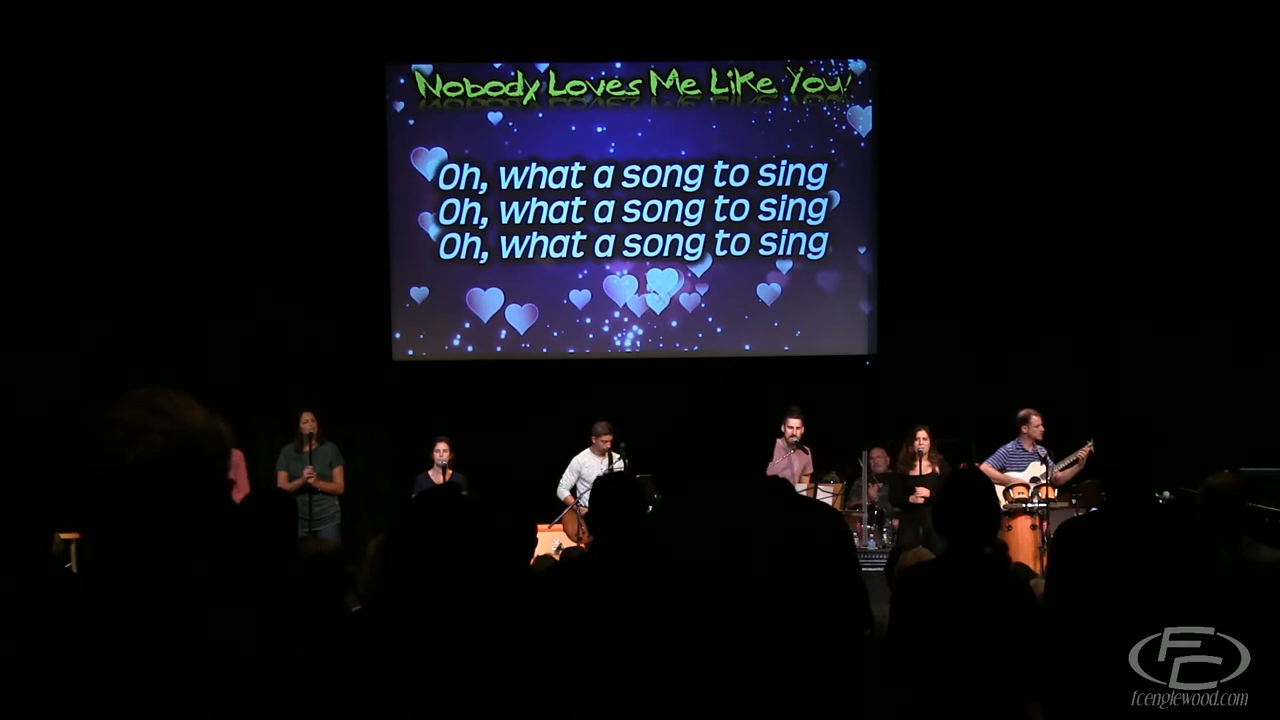 Nobody Loves Me Like You!
Oh, what a song to sing
Oh, what a song to sing
Oh, what a song to sing
FC
fcenglewood.com